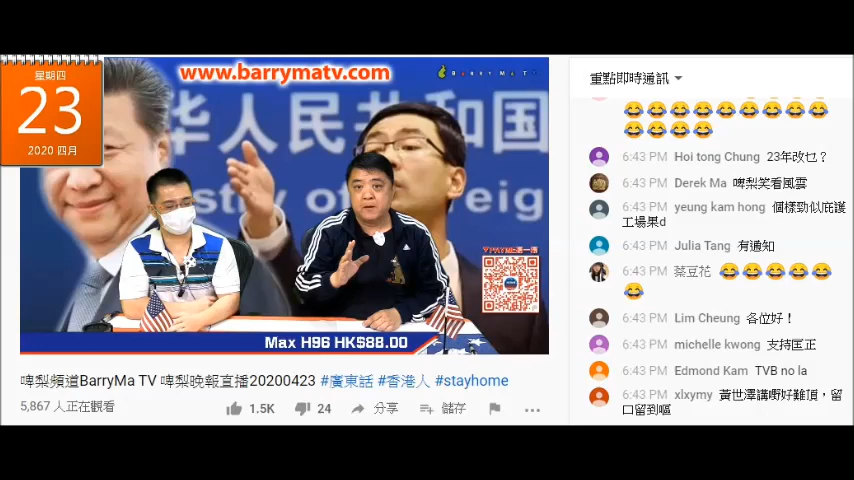 星期四
23
2020 四月
www.barrymatv.com
BARRYMATV
華人民共和國
stry of Foreig
PAYME
Max H96 HK$88.00
啤梨頻道BarryMa TV 啤梨晚報直播20200423 #廣東話 #香港人 #stayhome
5,867 人正在觀看
1.5K
24
分享
儲存
重點即時通訊
6:43 PM Hoi tong Chung 23年改乜？
6:43 PM Derek Ma 啤梨笑看風雲
6:43 PM yeung kam hong 個樣勁似庇護
工場果d
6:43 PM Julia Tang 有通知
6:43 PM 菜豆花 😂😂😂😂😂
😂
6:43 PM Lim Cheung 各位好！
6:43 PM michelle kwong 支持匡正
6:43 PM Edmond Kam TVB no la
6:43 PM xlxymy 黃世澤講嘢好難頂，留
口留到嘔